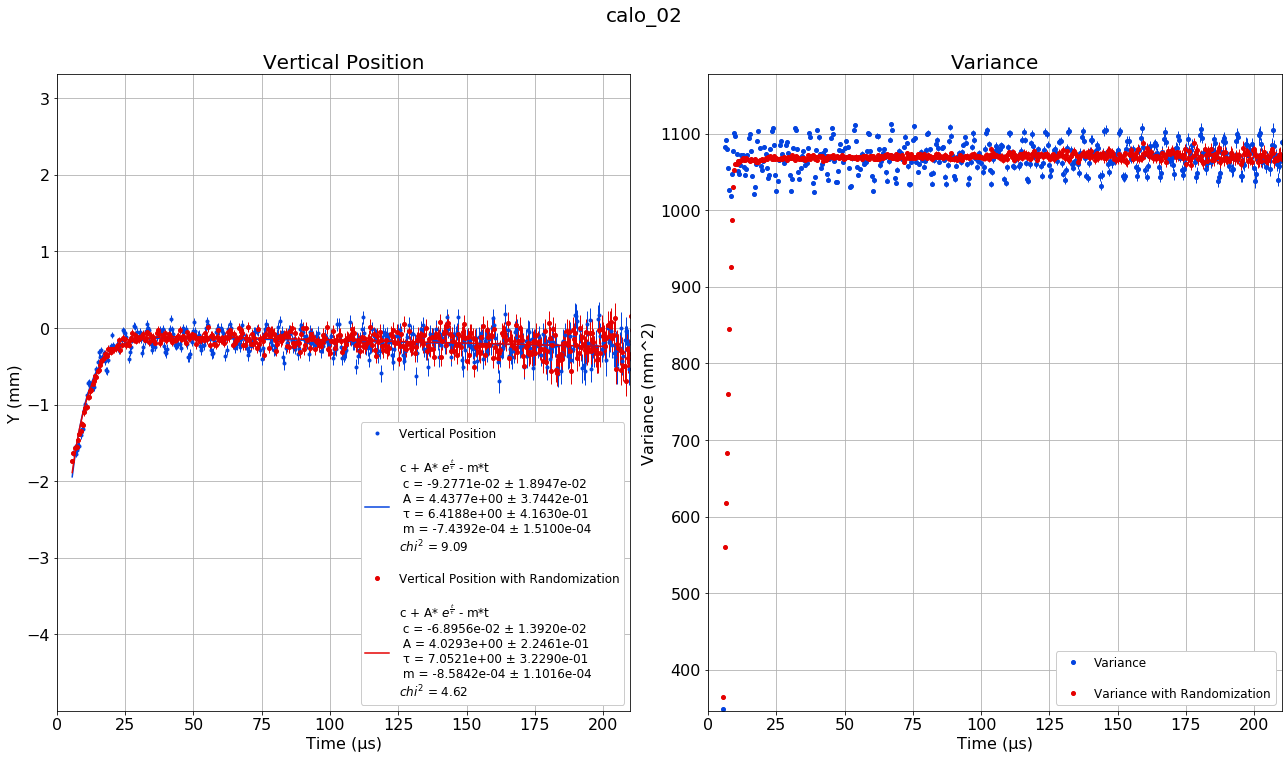 calo_02
Vertical Position
Y (mm)
3
2
1
0
−1
−2
−3
−4
0
25
50
75
100
125
150
175
200
Time (μs)
Vertical Position
c + A* e^{t/τ} - m*t
c = -9.2771e-02 ± 1.8947e-02
A = 4.4377e+00 ± 3.7442e-01
τ = 6.4188e+00 ± 4.1630e-01
m = -7.4392e-04 ± 1.5100e-04
chi² = 9.09
Vertical Position with Randomization
c + A* e^{t/τ} - m*t
c = -6.8956e-02 ± 1.3920e-02
A = 4.0293e+00 ± 2.2461e-01
τ = 7.0521e+00 ± 3.2290e-01
m = -8.5842e-04 ± 1.1016e-04
chi² = 4.62
Variance
Variance (mm^2)
1100
1000
900
800
700
600
500
400
0
25
50
75
100
125
150
175
200
Time (μs)
Variance
Variance with Randomization